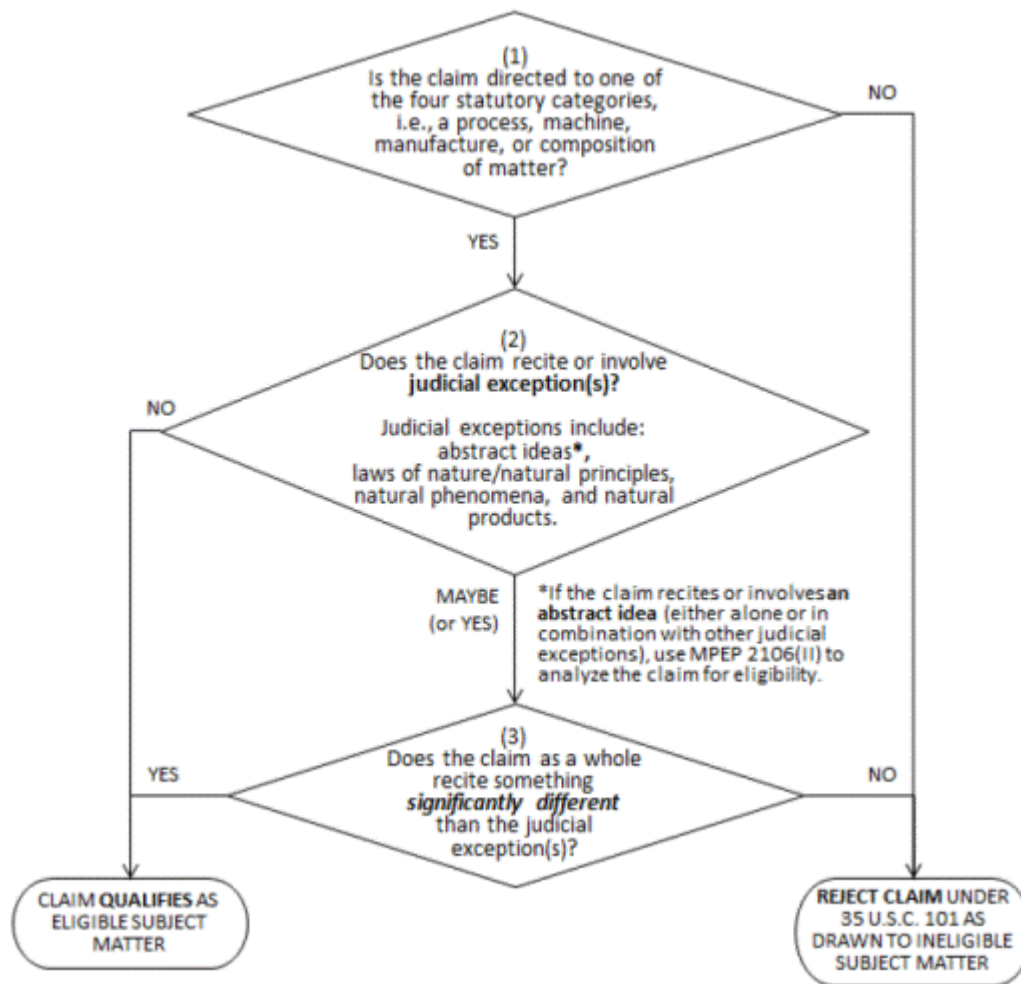 (1)
Is the claim directed to one of
the four statutory categories,
i.e., a process, machine,
manufacture, or composition
of matter?
NO
YES
(2)
Does the claim recite or involve
judicial exception(s)?
NO
Judicial exceptions include:
abstract ideas*,
laws of nature/natural principles,
natural phenomena, and natural
products.
MAYBE
(or YES)
*If the claim recites or involves an
abstract idea (either alone or in
combination with other judicial
exceptions), use MPEP 2106(II) to
analyze the claim for eligibility.
(3)
Does the claim as a whole
recite something
significantly different
than the judicial
exception(s)?
YES
NO
CLAIM QUALIFIES AS
ELIGIBLE SUBJECT
MATTER
REJECT CLAIM UNDER
35 U.S.C. 101 AS
DRAWN TO INELIGIBLE
SUBJECT MATTER